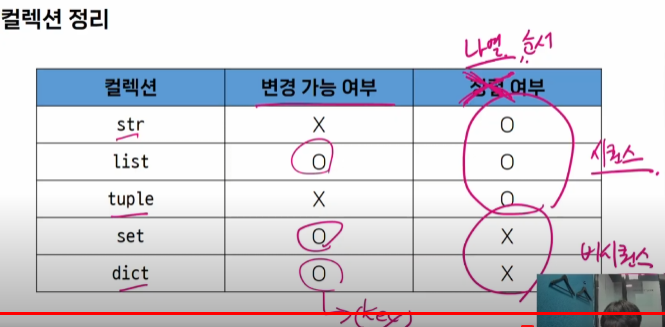 컬렉션 정리
나열, 순서
컬렉션 변경 가능 여부 정렬 여부
str X O
list O O
시퀀스
tuple X O
set O X
비시퀀스
dict O X
(key)